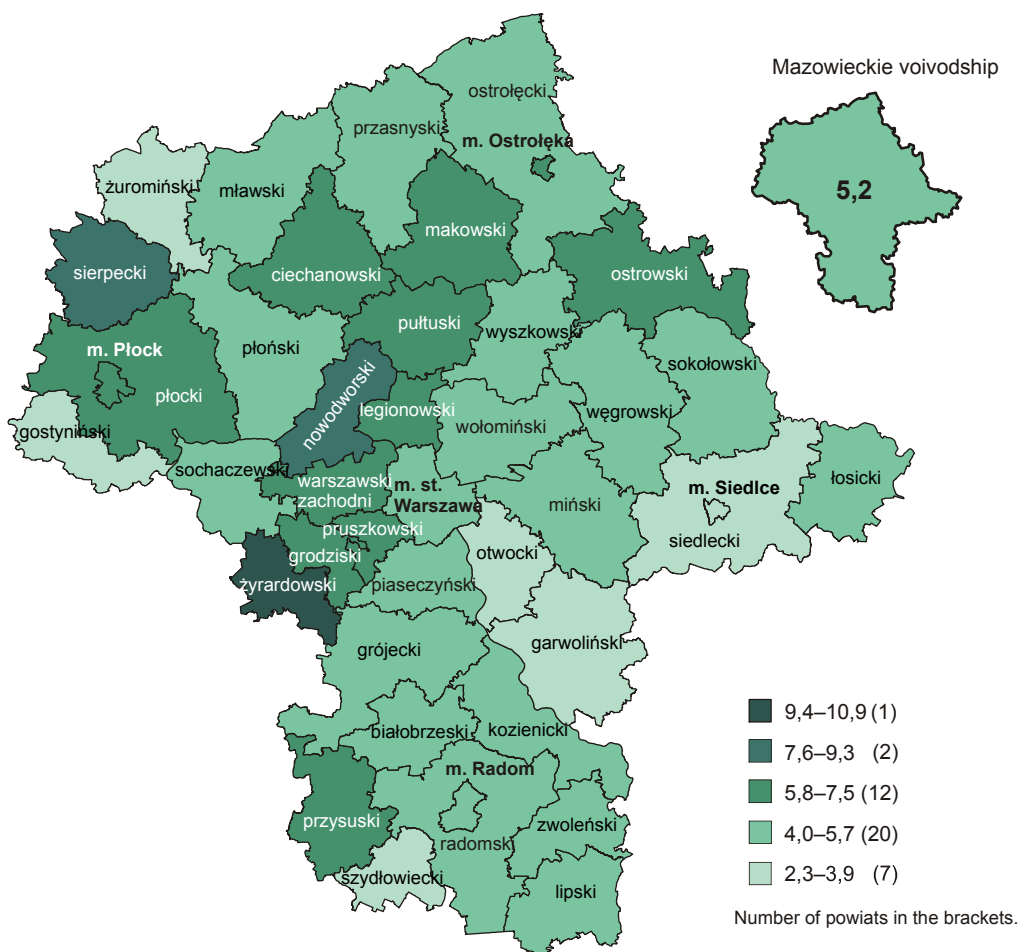 Mazowieckie voivodship
5,2
ostrołęcki
przasnyski
m. Ostrołęka
żuromiński
mławski
makowski
sierpecki
ciechanowski
ostrowski
pułtuski
wyszkowski
m. Płock
płoński
sokołowski
płocki
nowodworski
legionowski
węgrowski
gostyniński
wołomiński
sochaczewski
warszawski
zachodni
m. st.
Warszawa
m. Siedlce
łosicki
miński
pruszkowski
siedlecki
grodziski
otwocki
żyrardowski
piaseczyński
garwoliński
grójecki
białobrzeski
kozienicki
m. Radom
przysuski
zwoleński
radomski
szydłowiecki
lipski
9,4–10,9 (1)
7,6–9,3 (2)
5,8–7,5 (12)
4,0–5,7 (20)
2,3–3,9 (7)
Number of powiats in the brackets.